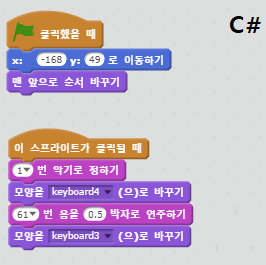 C#
클릭했을 때
x: -168 y: 49 로 이동하기
맨 앞으로 순서 바꾸기
이 스프라이트가 클릭될 때
1 번 악기로 정하기
모양을 keyboard4 (으)로 바꾸기
61 번 음을 0.5 박자로 연주하기
모양을 keyboard3 (으)로 바꾸기